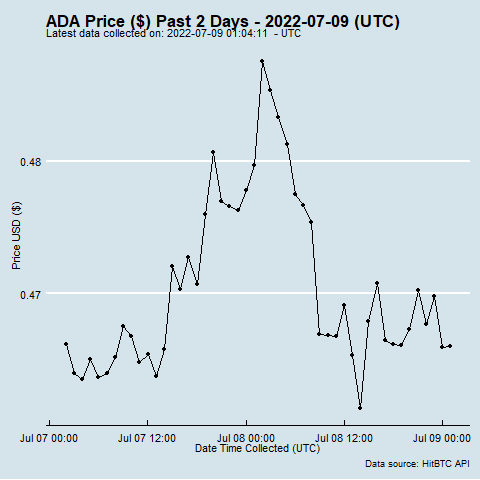 ADA Price ($) Past 2 Days - 2022-07-09 (UTC)
Latest data collected on: 2022-07-09 01:04:11 - UTC
0.48
Price USD ($)
0.47
Jul 07 00:00 Jul 07 12:00 Jul 08 00:00 Jul 08 12:00 Jul 09 00:00
Date Time Collected (UTC)
Data source: HitBTC API